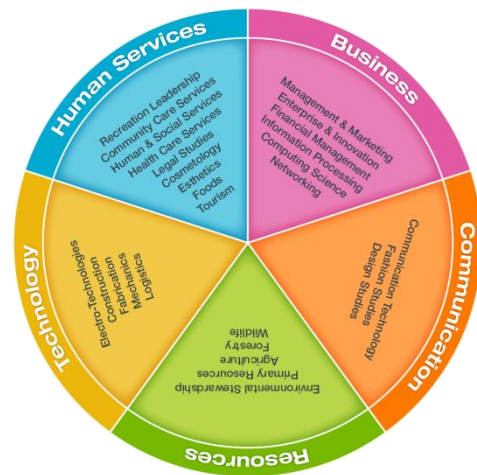 Human Services
Recreation Leadership
Community Care Services
Human & Social Services
Health Care Services
Legal Studies
Cosmetology
Esthetics
Foods
Tourism
Business
Management & Marketing
Enterprise & Innovation
Financial Management
Information Processing
Computing Science
Networking
Communication
Communication Technology
Fashion Studies
Design Studies
Resources
Environmental Stewardship
Primary Resources
Agriculture
Forestry
Wildlife
Technology
Electro-Technologies
Construction
Fabrication
Mechanics
Logistics